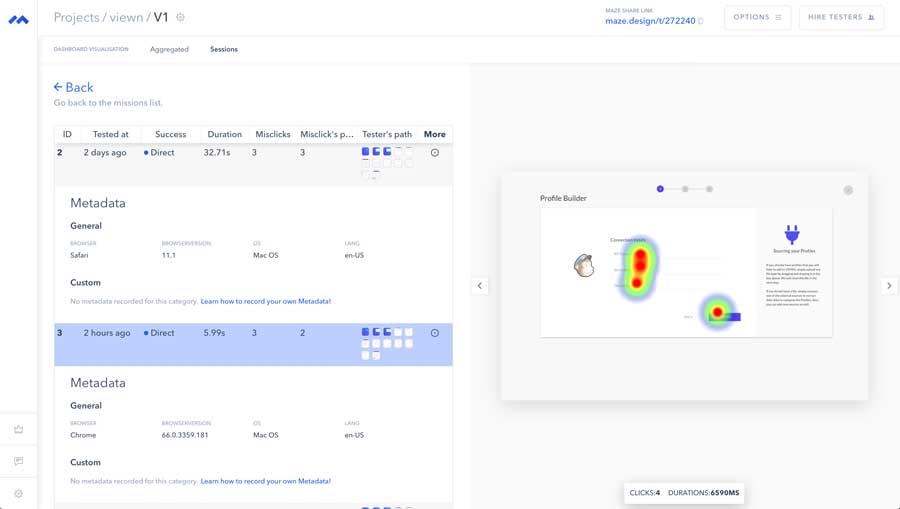 Projects / viewn / V1
MAZE SHARE LINK
maze.design/t/272240
OPTIONS
HIRE TESTERS
DASHBOARD VISUALISATION
Aggregated
Sessions
Back
Go back to the missions list.
ID Tested at Success Duration Misclicks Misclick's p... Tester's path More
2 2 days ago Direct 32.71s 3 3
Metadata
General
BROWSER BROWSERVERSION OS LANG
Safari 11.1 Mac OS en-US
Custom
No metadata recorded for this category. Learn how to record your own Metadata!
3 2 hours ago Direct 5.99s 3 2
Metadata
General
BROWSER BROWSERVERSION OS LANG
Chrome 66.0.3359.181 Mac OS en-US
Custom
No metadata recorded for this category. Learn how to record your own Metadata!
Profile Builder
Connection details
Sourcing your Profiles
CLICKS:4 DURATIONS:6590MS